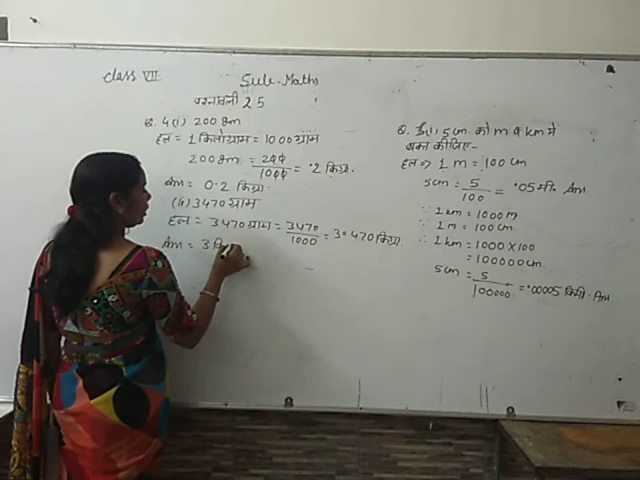 Class VII Sub-Maths
प्रश्नावली 2.5
Q. 4 (i) 200 gm
हल = 1 किलोग्राम = 1000 ग्राम
200 gm = 200/1000 = .2 किग्रा.
Ans = 0.2 किग्रा.
(ii) 3470 ग्राम
हल = 3470 ग्राम = 3470/1000 = 3.470 किग्रा
Ans = 3 कि
Q. 3 (i) 5 cm को m व km में
व्यक्त कीजिए-
हल ⇒ 1 m = 100 cm
5 cm = 5/100 = .05 मी. Ans
∵ 1 km = 1000 m
∵ 1 m = 100 cm.
∴ 1 km = 1000 X 100
= 100000 cm.
5 cm = 5/100000 = .00005 किमी. Ans.